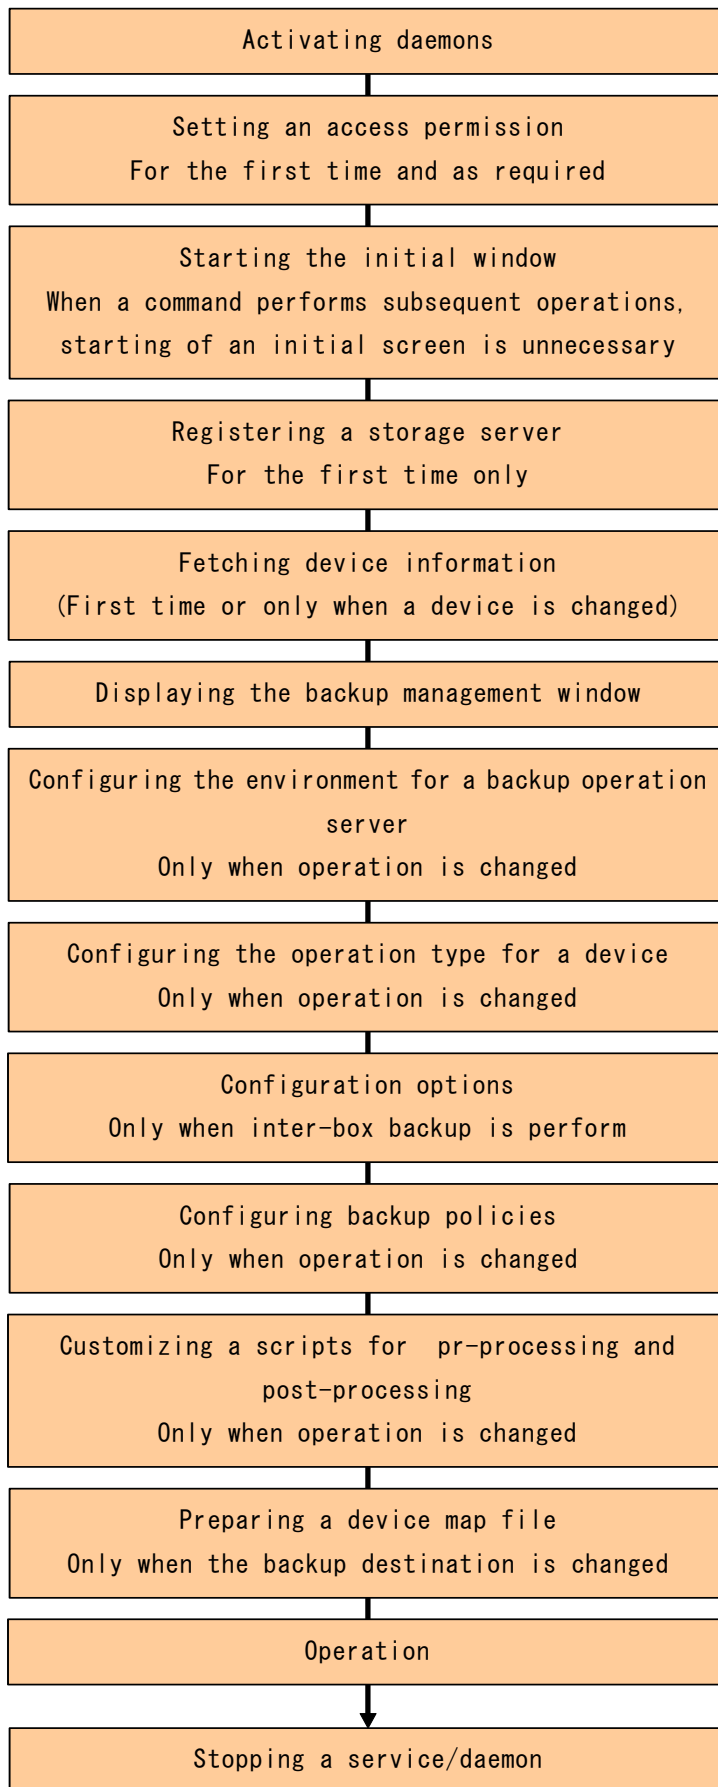 Activating daemons
Setting an access permission
For the first time and as required
Starting the initial window
When a command performs subsequent operations,
starting of an initial screen is unnecessary
Registering a storage server
For the first time only
Fetching device information
(First time or only when a device is changed)
Displaying the backup management window
Configuring the environment for a backup operation
server
Only when operation is changed
Configuring the operation type for a device
Only when operation is changed
Configuration options
Only when inter-box backup is perform
Configuring backup policies
Only when operation is changed
Customizing a scripts for  pr-processing and
post-processing
Only when operation is changed
Preparing a device map file
Only when the backup destination is changed
Operation
Stopping a service/daemon